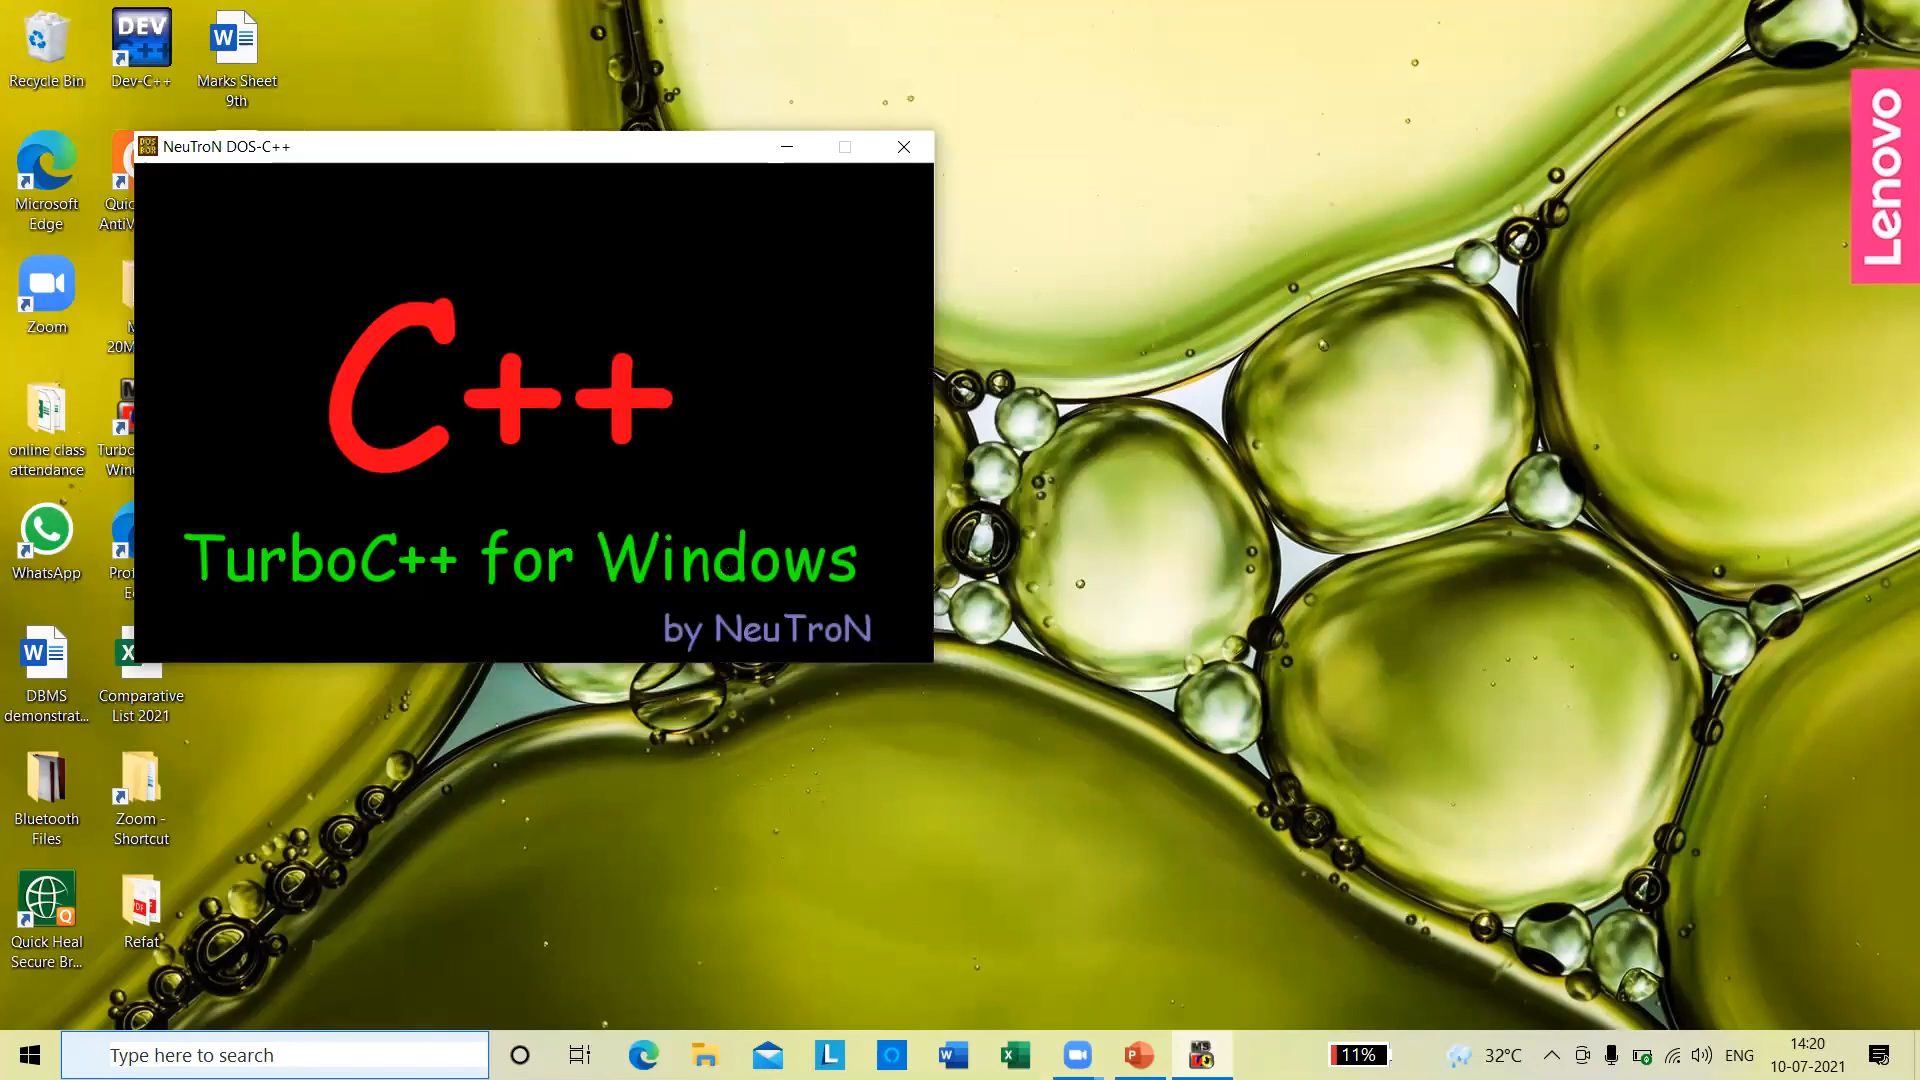 Recycle Bin
DEV
C++
Dev-C++
Marks Sheet
9th
NeuTroN DOS-C++
Microsoft
Edge
Zoom
online class
attendance
WhatsApp
DBMS
demonstrat...
Comparative
List 2021
Bluetooth
Files
Zoom -
Shortcut
Quick Heal
Secure Br...
Refat
C++
TurboC++ for Windows
by NeuTroN
Lenovo
Type here to search
11%
32°C
ENG
14:20
10-07-2021